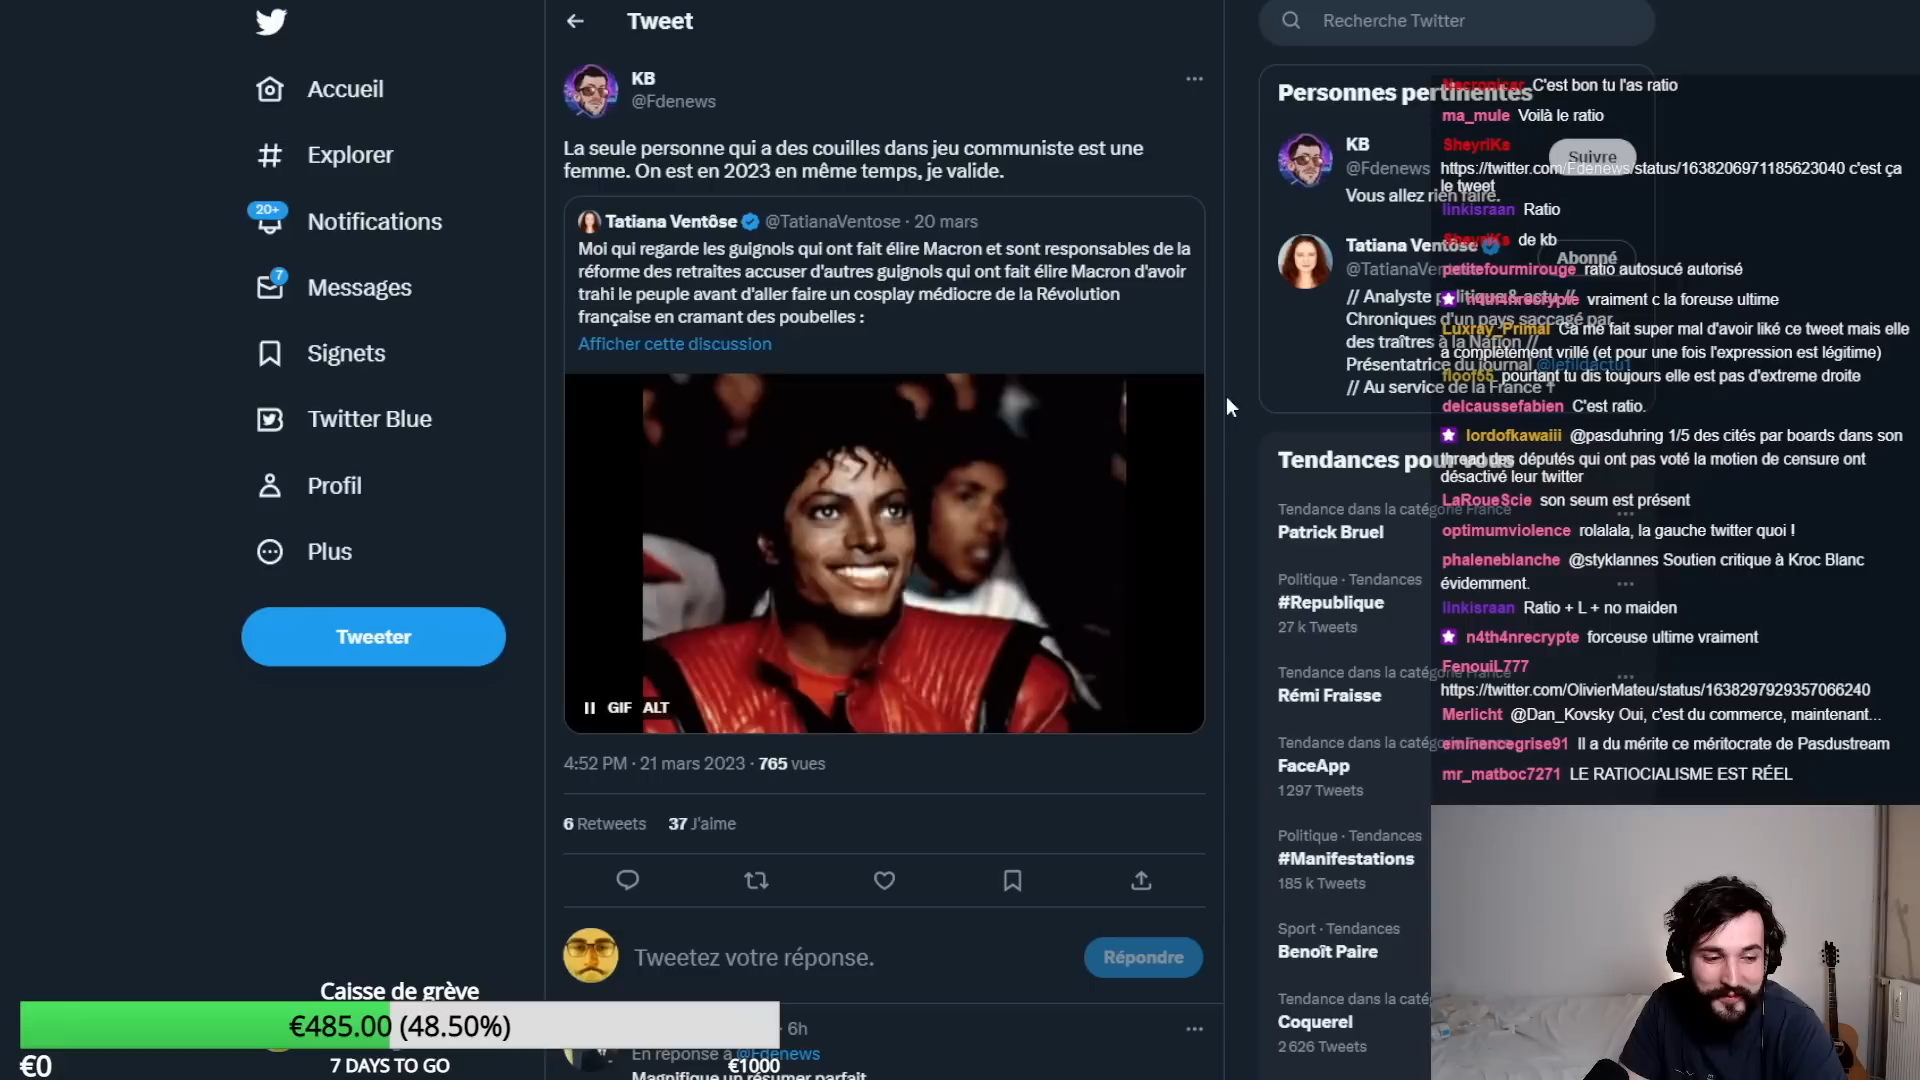 Accueil
Explorer
20+
Notifications
7
Messages
Signets
Twitter Blue
Profil
Plus
Tweeter
Tweet
KB
@Fdenews
La seule personne qui a des couilles dans jeu communiste est une
femme. On est en 2023 en même temps, je valide.
Tatiana Ventôse @TatianaVentose · 20 mars
Moi qui regarde les guignols qui ont fait élire Macron et sont responsables de la
réforme des retraites accuser d'autres guignols qui ont fait élire Macron d'avoir
trahi le peuple avant d'aller faire un cosplay médiocre de la Révolution
française en cramant des poubelles :
Afficher cette discussion
GIF ALT
4:52 PM · 21 mars 2023 · 765 vues
6 Retweets 37 J'aime
Tweetez votre réponse.
Répondre
· 6h
En réponse à @Fdenews
Magnifique un résumer parfait
Recherche Twitter
Personnes pertinentes
KB
@Fdenews
Suivre
Vous allez rien faire.
Tatiana Ventôse
@TatianaVentose
Abonné
// Analyste politique & actu //
Chroniques d'un pays saccagé par
des traîtres à la Nation //
Présentatrice du journal @lefildactu1
// Au service de la France †
Tendances pour vous
Tendance dans la catégorie France
Patrick Bruel
Politique · Tendances
#Republique
27 k Tweets
Tendance dans la catégorie France
Rémi Fraisse
Tendance dans la catégorie France
FaceApp
1 297 Tweets
Politique · Tendances
#Manifestations
185 k Tweets
Sport · Tendances
Benoît Paire
Tendance dans la caté
Coquerel
2 626 Tweets
C'est bon tu l'as ratio
ma_mule Voilà le ratio
SheyriKs
https://twitter.com/Fdenews/status/1638206971185623040 c'est ça
le tweet
linkisraan Ratio
SheyriKs de kb
petitefourmirouge ratio autosucé autorisé
n4th4nrecrypte vraiment c la foreuse ultime
Luxray_Primal Ca me fait super mal d'avoir liké ce tweet mais elle
a complètement vrillé (et pour une fois l'expression est légitime)
floof55 pourtant tu dis toujours elle est pas d'extreme droite
delcaussefabien C'est ratio.
lordofkawaiii @pasduhring 1/5 des cités par boards dans son
thread des députés qui ont pas voté la motien de censure ont
désactivé leur twitter
LaRoueScie son seum est présent
optimumviolence rolalala, la gauche twitter quoi !
phaleneblanche @styklannes Soutien critique à Kroc Blanc
évidemment.
linkisraan Ratio + L + no maiden
n4th4nrecrypte forceuse ultime vraiment
FenouiL777
https://twitter.com/OlivierMateu/status/1638297929357066240
Merlicht @Dan_Kovsky Oui, c'est du commerce, maintenant...
eminencegrise91 Il a du mérite ce méritocrate de Pasdustream
mr_matboc7271 LE RATIOCIALISME EST RÉEL
Caisse de grève
€485.00 (48.50%)
€0
7 DAYS TO GO
€1000